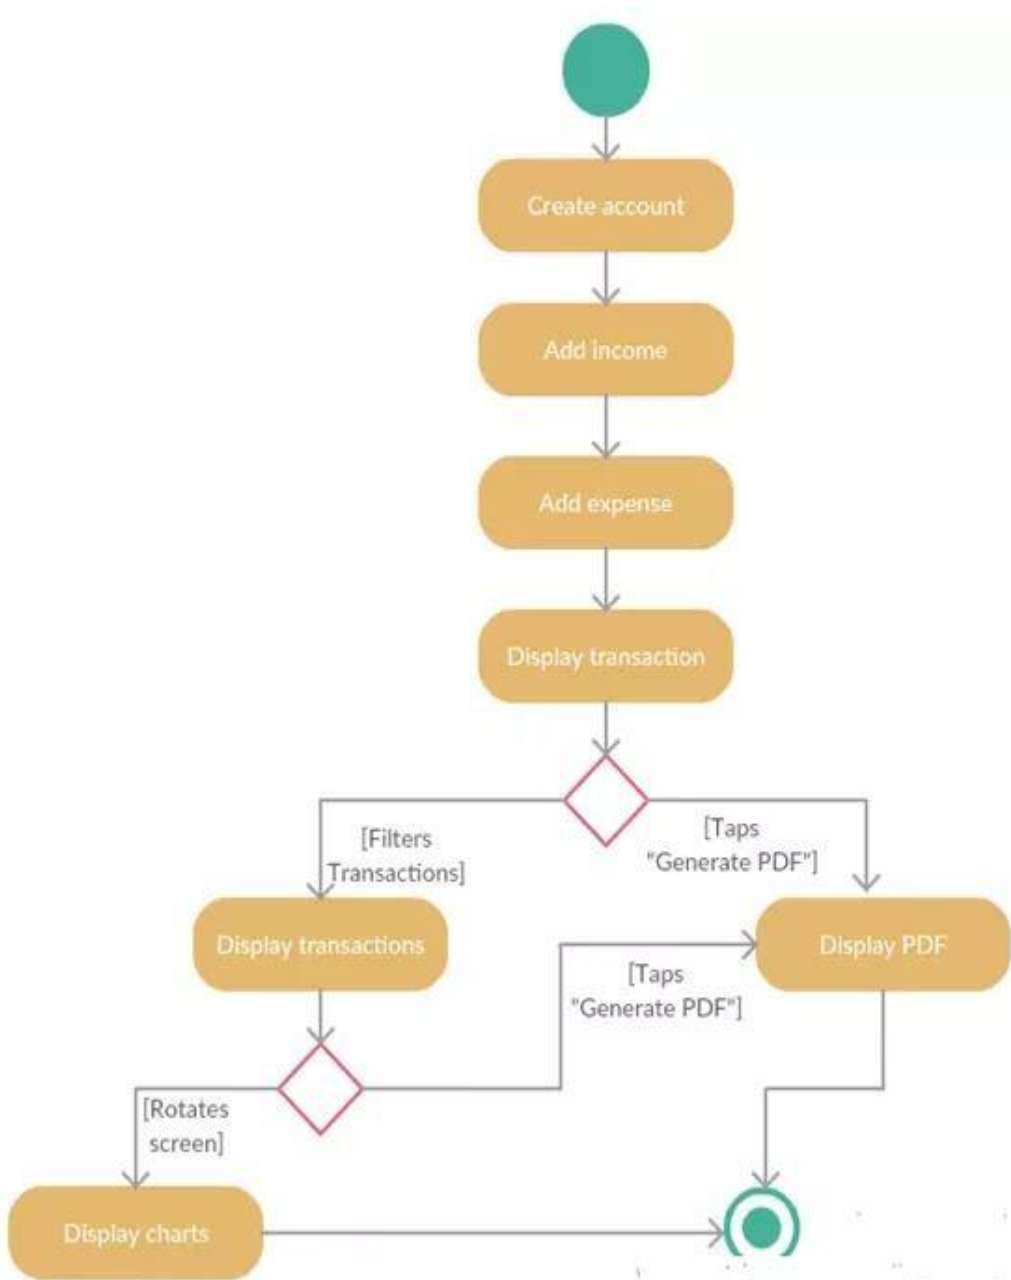 Create account
Add income
Add expense
Display transaction
[Filters
Transactions]
[Taps
"Generate PDF"]
Display transactions
Display PDF
[Taps
"Generate PDF"]
[Rotates
screen]
Display charts